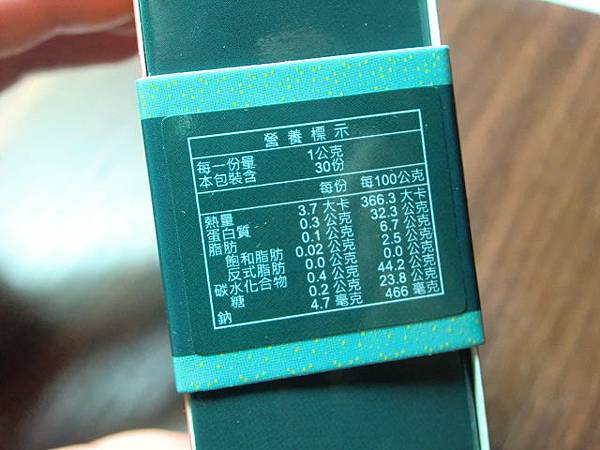 營養標示
每一份量 1公克
本包裝含 30份
每份 每100公克
熱量 3.7 大卡 366.3 大卡
蛋白質 0.3 公克 32.3 公克
脂肪 0.1 公克 6.7 公克
飽和脂肪 0.02 公克 2.5 公克
反式脂肪 0.0 公克 0.0 公克
碳水化合物 0.4 公克 44.2 公克
糖 0.2 公克 23.8 公克
鈉 4.7 毫克 466 毫克